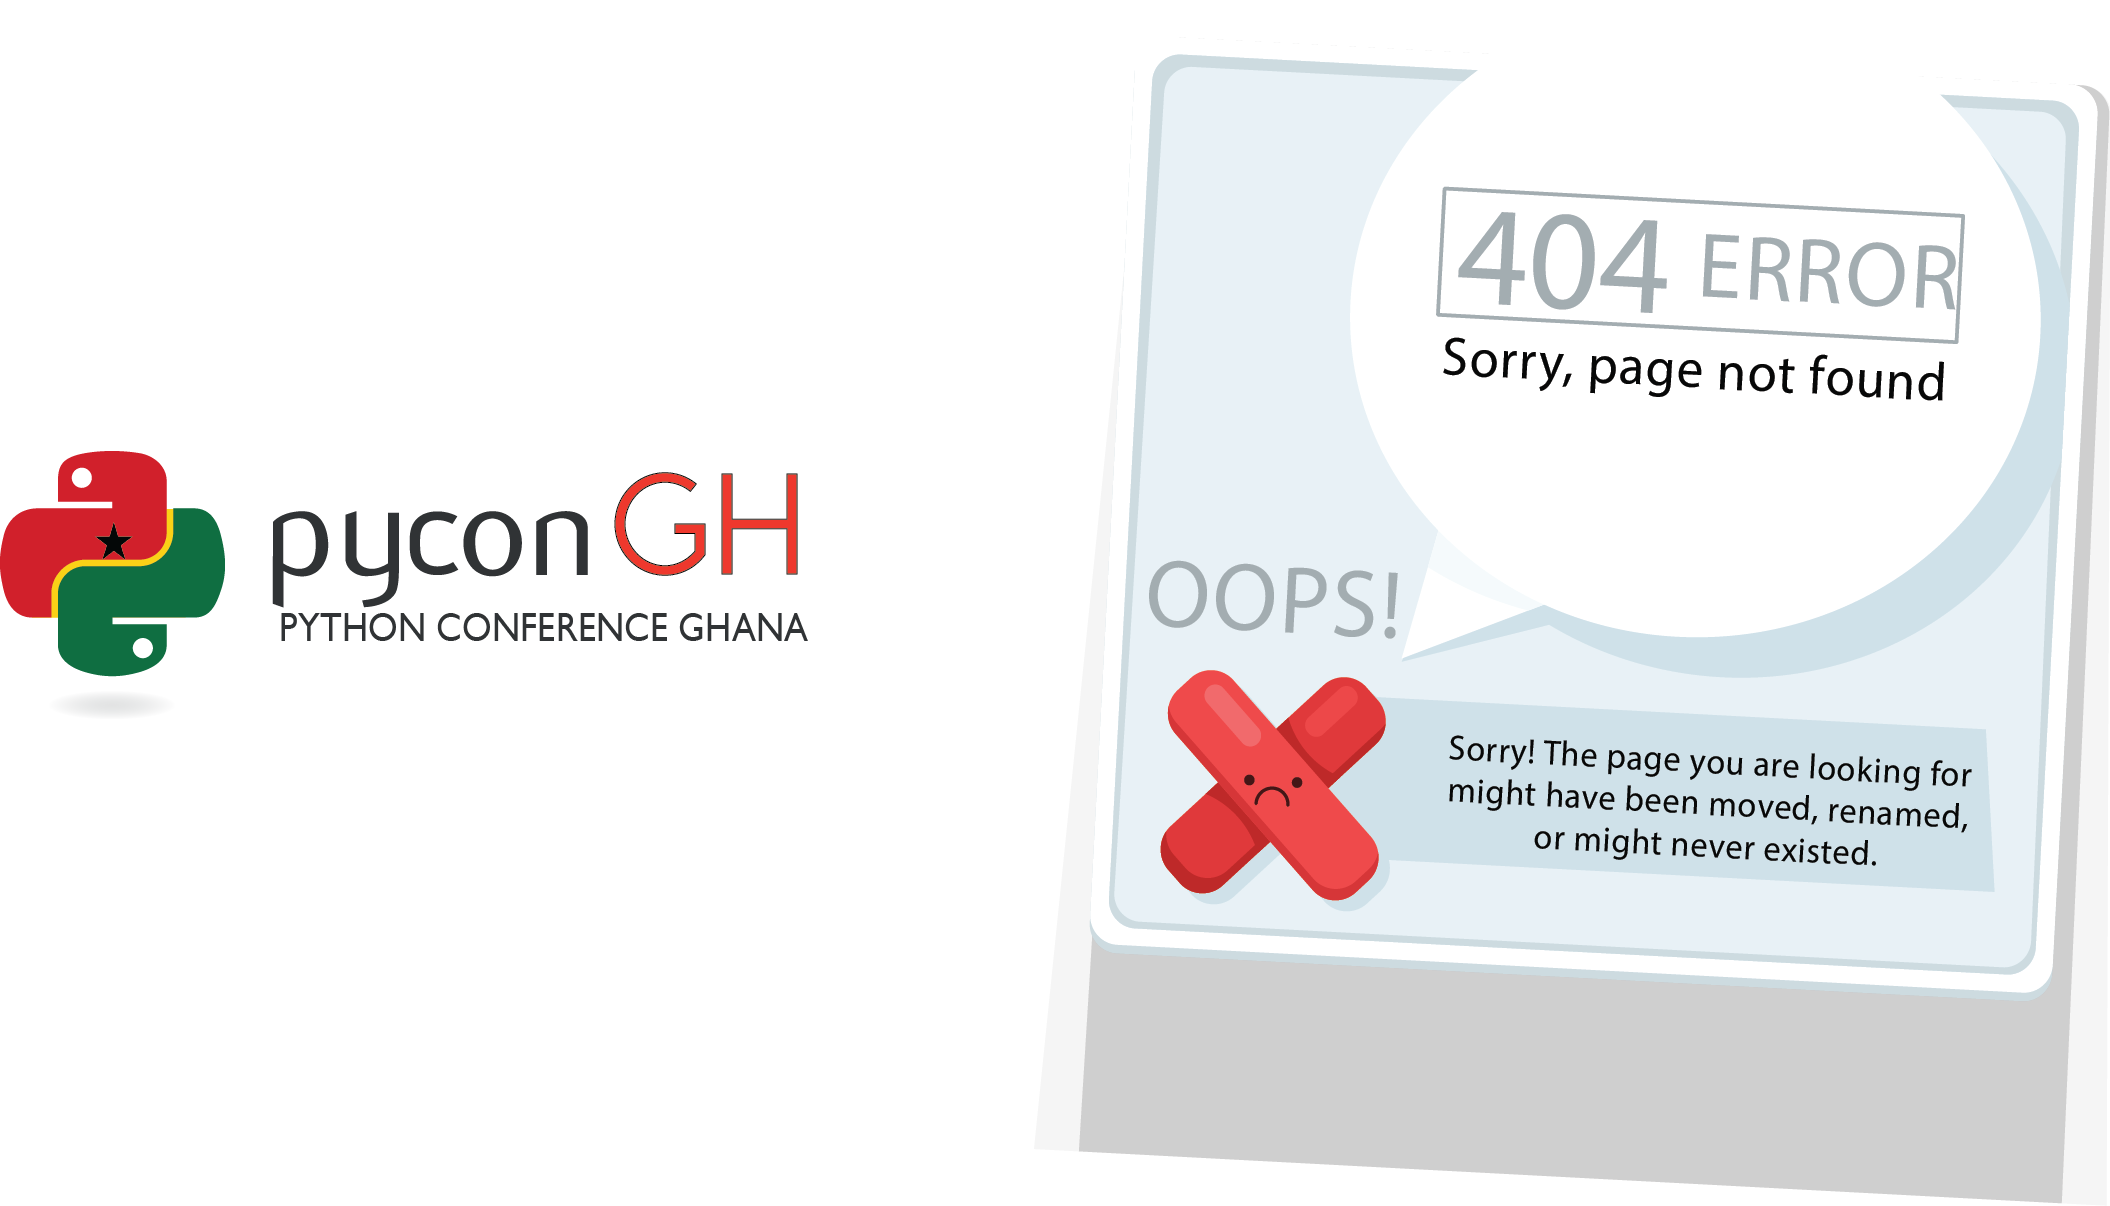 pycon GH
PYTHON CONFERENCE GHANA
404 ERROR
Sorry, page not found
OOPS!
Sorry! The page you are looking for
might have been moved, renamed,
or might never existed.